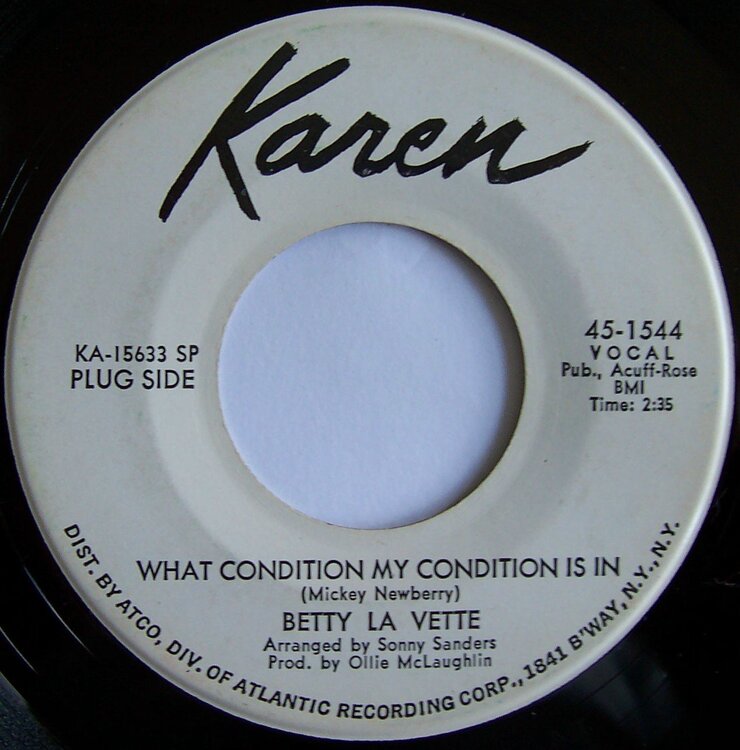 Karen
KA-15633 SP
PLUG SIDE
45-1544
VOCAL
Pub., Acuff-Rose
BMI
Time: 2:35
WHAT CONDITION MY CONDITION IS IN
(Mickey Newberry)
BETTY LA VETTE
Arranged by Sonny Sanders
Prod. by Ollie McLaughlin
DIST. BY ATCO, DIV. OF ATLANTIC RECORDING CORP., 1841 B'WAY, N.Y., N.Y.